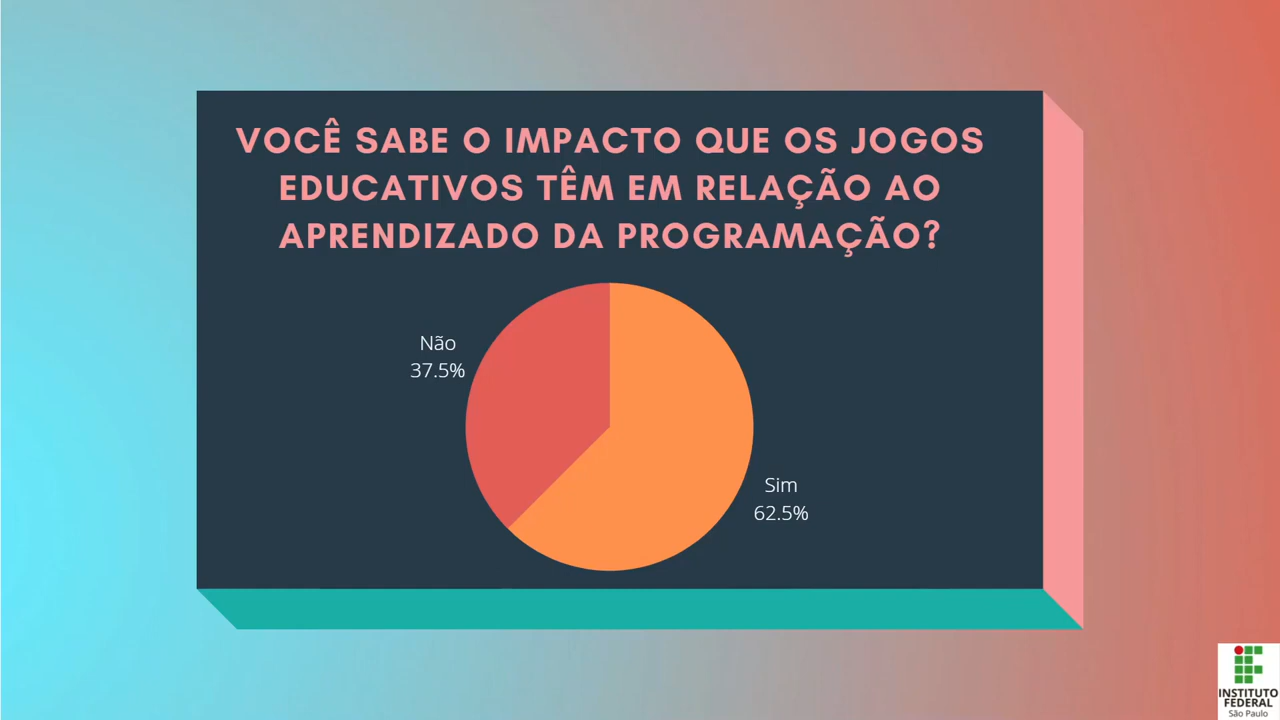 VOCÊ SABE O IMPACTO QUE OS JOGOS
EDUCATIVOS TÊM EM RELAÇÃO AO
APRENDIZADO DA PROGRAMAÇÃO?
Não
37.5%
Sim
62.5%
INSTITUTO
FEDERAL
São Paulo